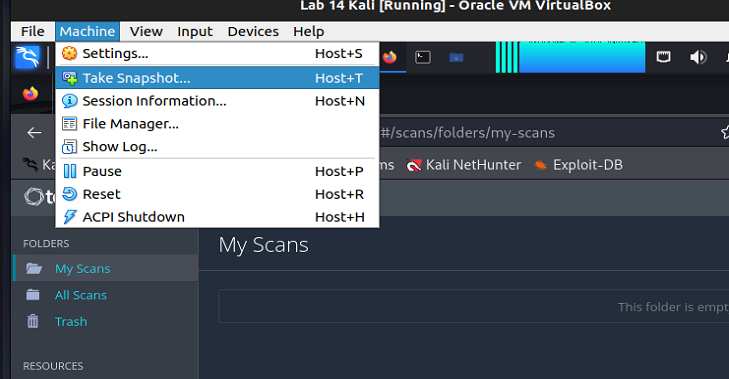 Lab 14 Kali [Running] - Oracle VM VirtualBox
File Machine View Input Devices Help
Settings... Host+S
Take Snapshot... Host+T
Session Information... Host+N
File Manager...
#/scans/folders/my-scans
Show Log...
Ka ms Kali NetHunter Exploit-DB
Pause Host+P
Reset Host+R
te
ACPI Shutdown Host+H
FOLDERS
My Scans
My Scans
All Scans
This folder is empt
Trash
RESOURCES